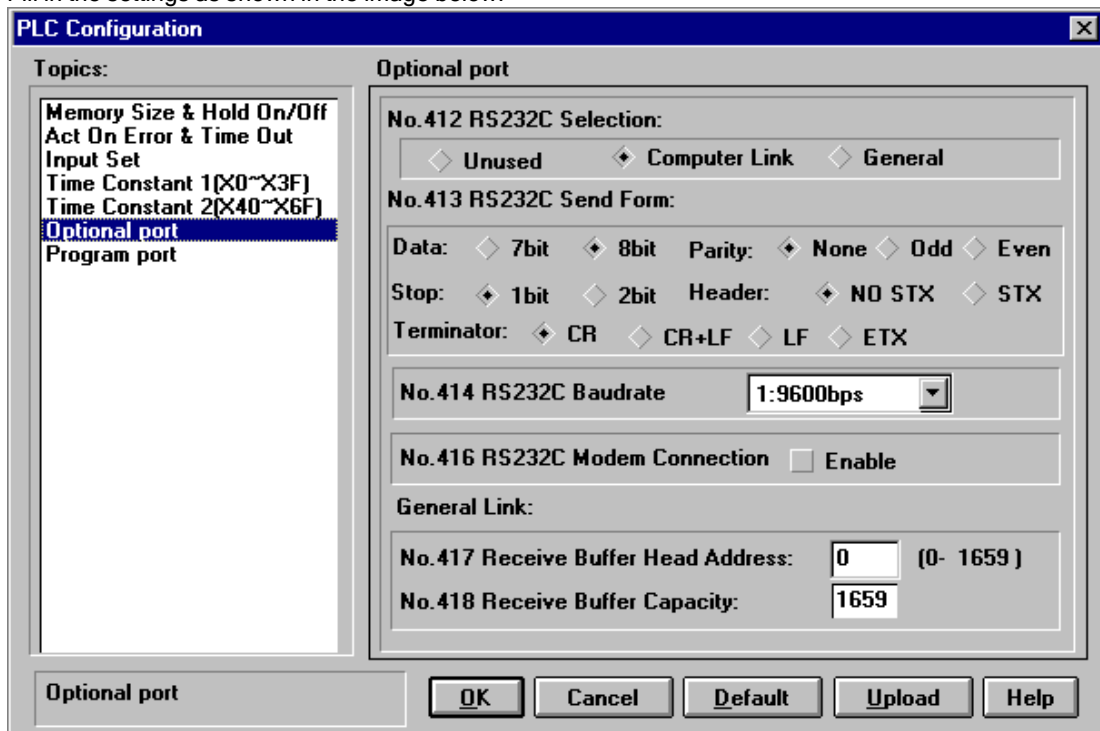 Fill in the settings as shown in the image below:
PLC Configuration
Topics:
Memory Size & Hold On/Off
Act On Error & Time Out
Input Set
Time Constant 1(X0~X3F)
Time Constant 2(X40~X6F)
Optional port
Program port
Optional port
No.412 RS232C Selection:
Unused Computer Link General
No.413 RS232C Send Form:
Data: 7bit 8bit Parity: None Odd Even
Stop: 1bit 2bit Header: NO STX STX
Terminator: CR CR+LF LF ETX
No.414 RS232C Baudrate 1:9600bps
No.416 RS232C Modem Connection Enable
General Link:
No.417 Receive Buffer Head Address: 0 (0- 1659 )
No.418 Receive Buffer Capacity: 1659
Optional port
OK Cancel Default Upload Help